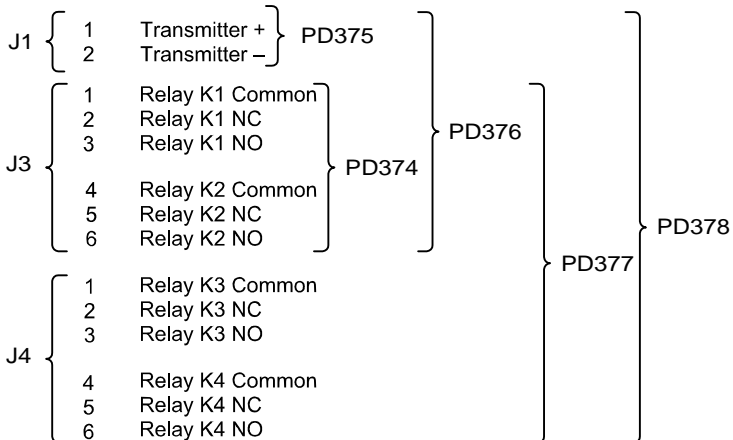 J1 1 Transmitter + PD375
2 Transmitter –
J3 1 Relay K1 Common
2 Relay K1 NC PD376
3 Relay K1 NO
PD374
4 Relay K2 Common
5 Relay K2 NC
6 Relay K2 NO
PD378
PD377
J4 1 Relay K3 Common
2 Relay K3 NC
3 Relay K3 NO
4 Relay K4 Common
5 Relay K4 NC
6 Relay K4 NO